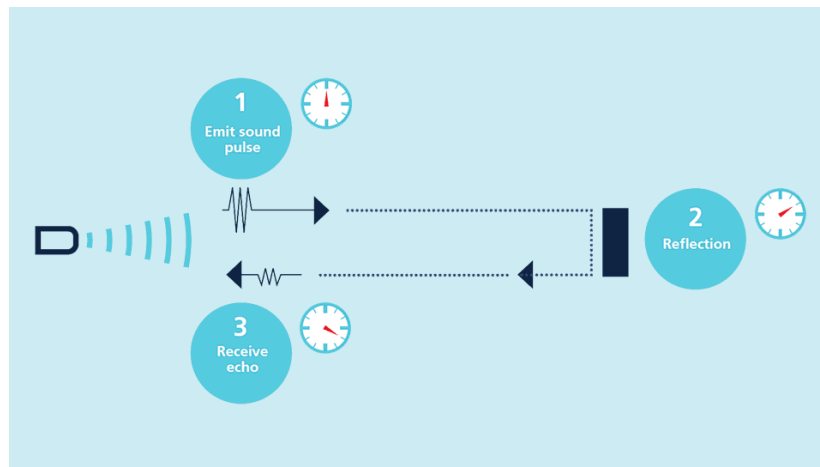 1
Emit sound
pulse
2
Reflection
3
Receive
echo